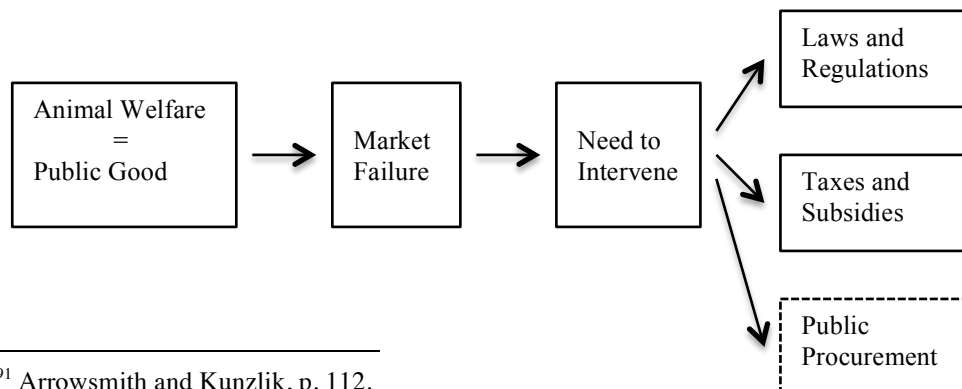 Animal Welfare
=
Public Good
Market
Failure
Need to
Intervene
Laws and
Regulations
Taxes and
Subsidies
Public
Procurement
91 Arrowsmith and Kunzlik, p. 112.